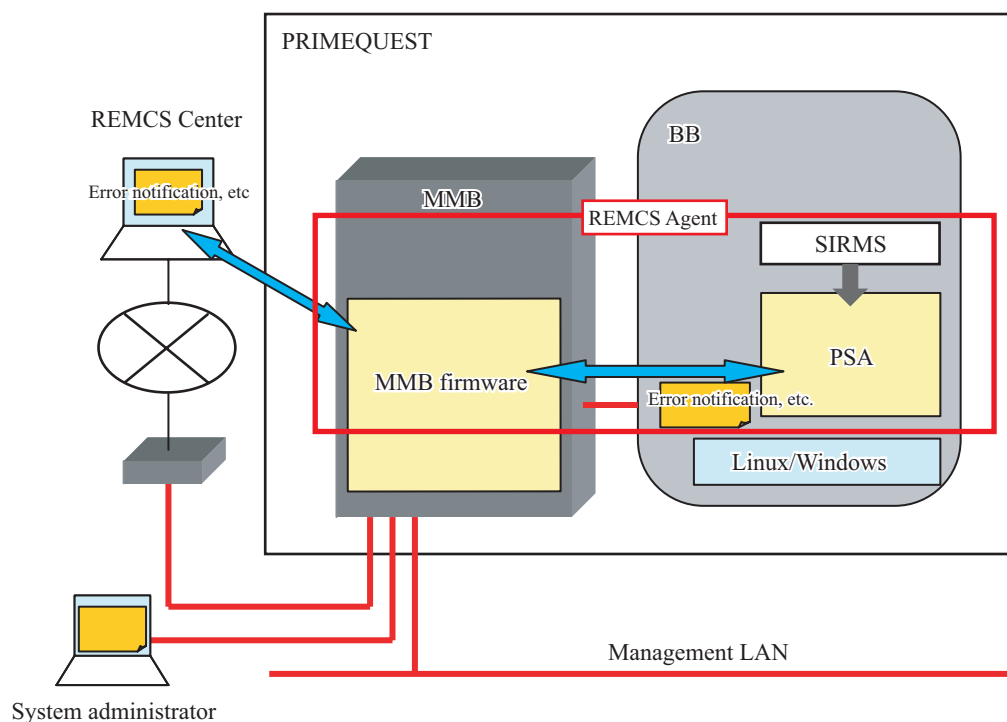 PRIMEQUEST
REMCS Center
BB
Error notification, etc
MMB
REMCS Agent
SIRMS
PSA
MMB firmware
Error notification, etc.
Linux/Windows
Management LAN
System administrator